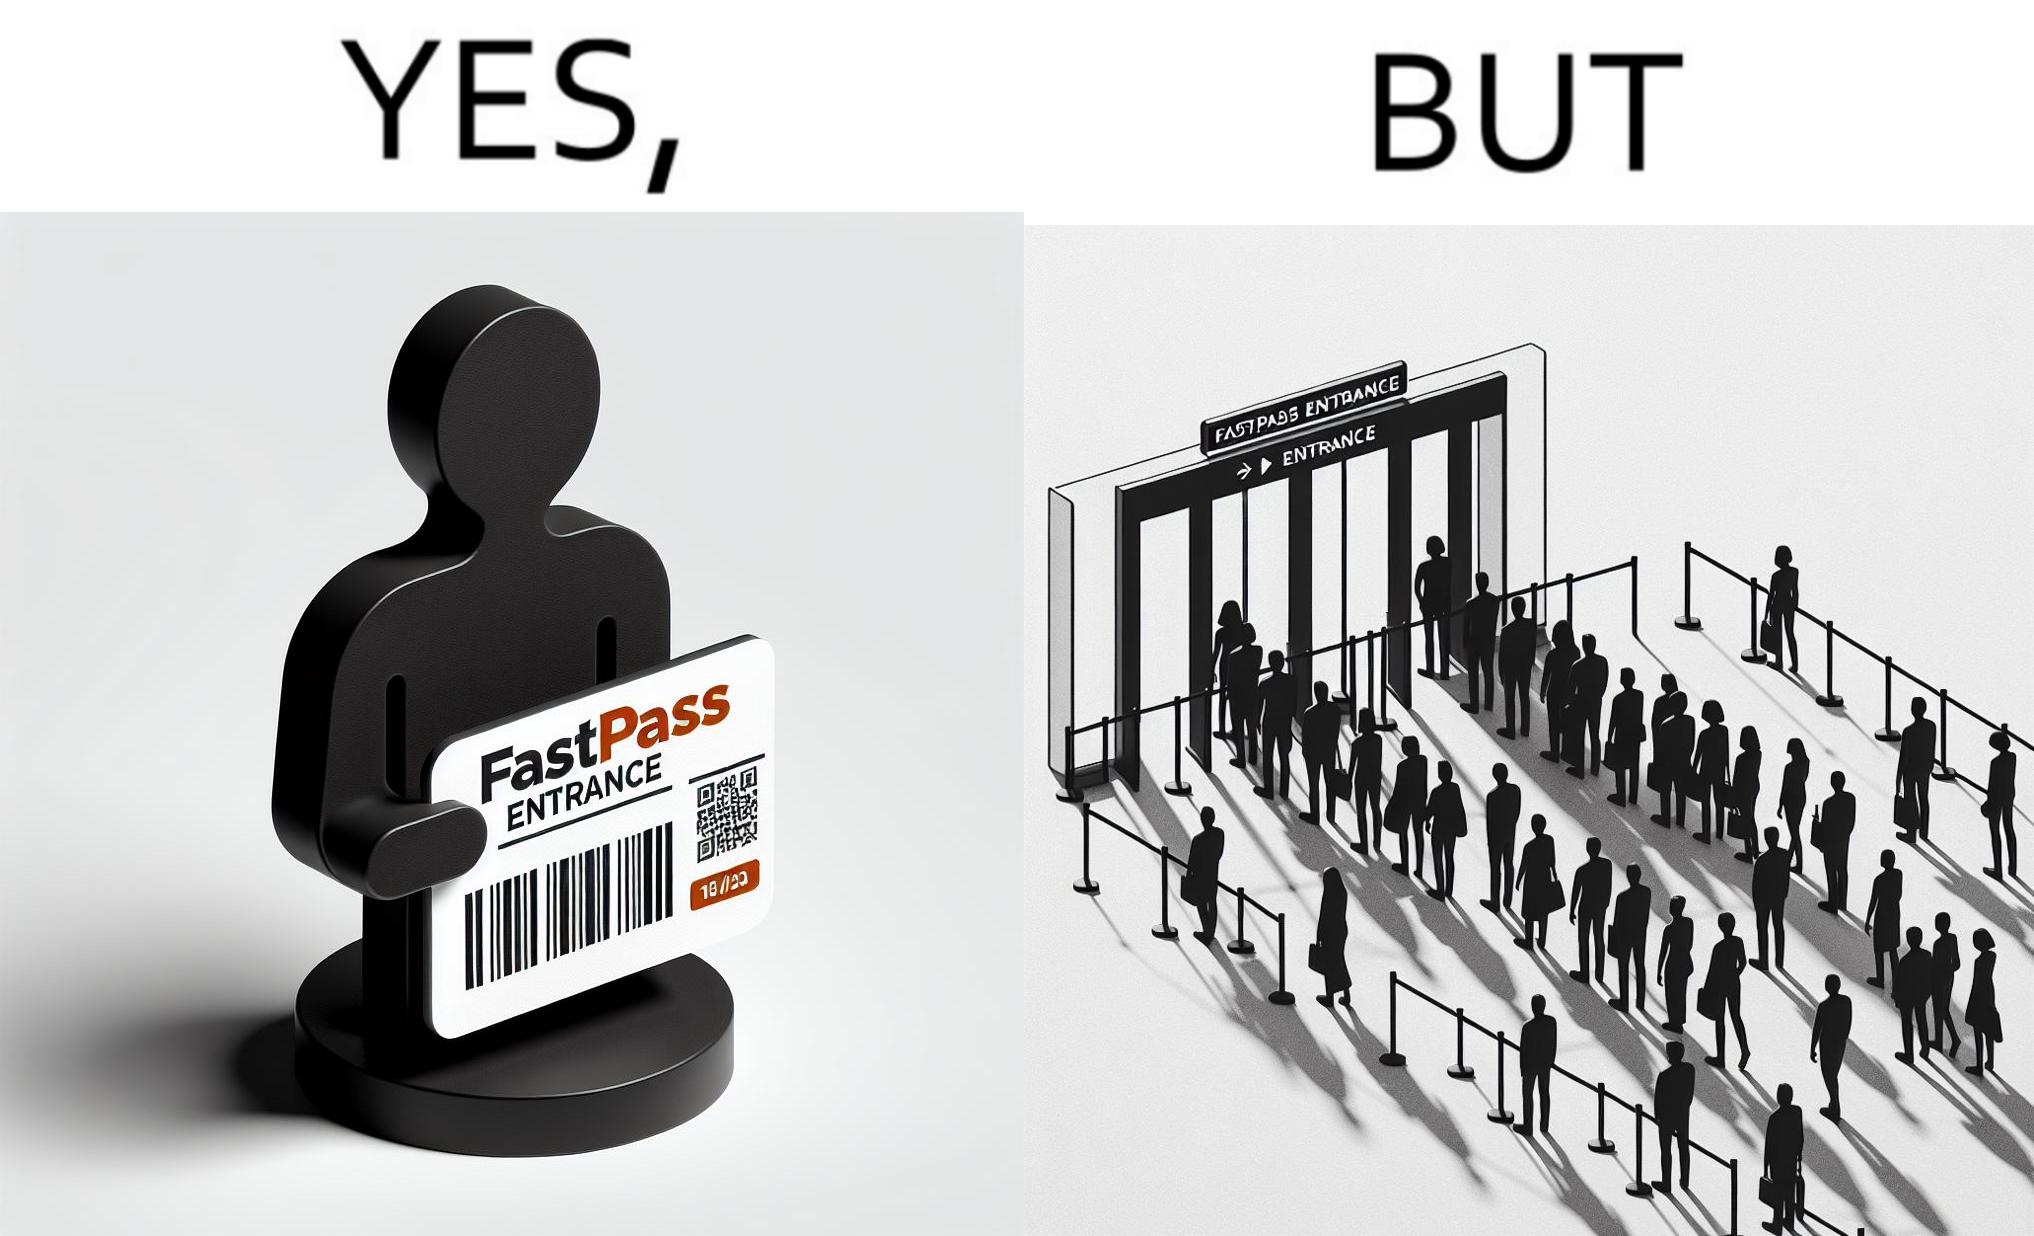 YES,
BUT
FastPass
ENTRANCE
FASTPASS ENTRANCE
ENTRANCE